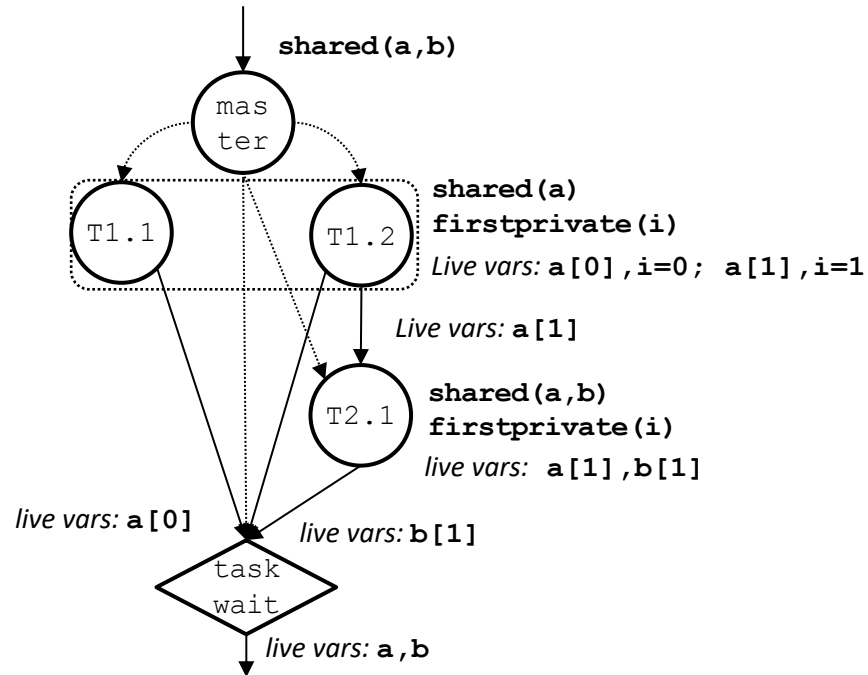 shared(a,b)
mas
ter
T1.1
T1.2
shared(a)
firstprivate(i)
Live vars: a[0],i=0; a[1],i=1
Live vars: a[1]
T2.1
shared(a,b)
firstprivate(i)
live vars: a[1],b[1]
live vars: a[0]
live vars: b[1]
task
wait
live vars: a,b